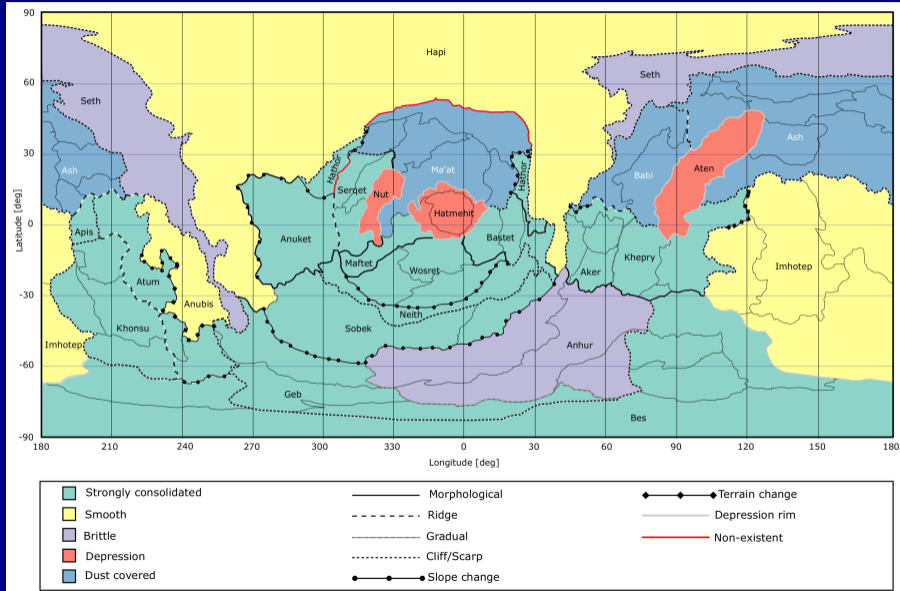 90
60
30
0
-30
-60
-90
Latitude [deg]
180
210
240
270
300
330
0
30
60
90
120
150
180
Longitude [deg]
Hapi
Seth
Seth
Ash
Ash
Hathor
Hathor
Ma'at
Serqet
Nut
Hatmehit
Babi
Aten
Apis
Anuket
Bastet
Maftet
Wosret
Aker
Khepry
Imhotep
Atum
Anubis
Neith
Khonsu
Sobek
Imhotep
Anhur
Geb
Bes
Strongly consolidated
Smooth
Brittle
Depression
Dust covered
Morphological
Ridge
Gradual
Cliff/Scarp
Slope change
Terrain change
Depression rim
Non-existent